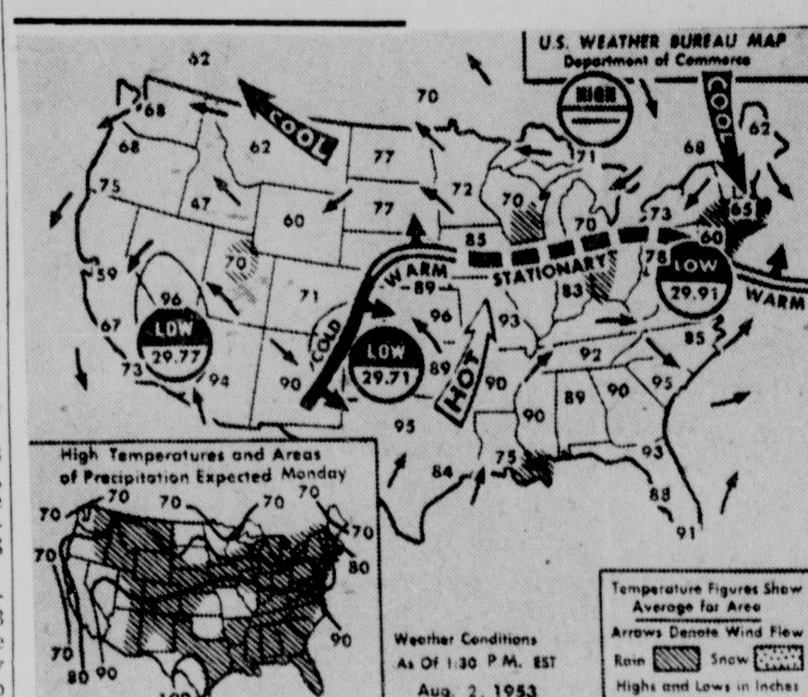 U.S. WEATHER BUREAU MAP
Department of Commerce
62
70
HIGH
COOL
COOL
68
62
62
68
68
77
71
75
72
70
47
60
77
70
73
65
60
85
78
70
STATIONARY
WARM
LOW
29.91
WARM
59
71
89
83
96
67
LOW
29.77
COLD
96
93
85
LOW
29.71
HOT
92
73
94
90
89
90
89
90
95
90
95
75
93
84
88
91
High Temperatures and Areas
of Precipitation Expected Monday
70
70
70
70
70
70
70
80
90
70
80
90
100
Weather Conditions
As Of 1:30 P.M. EST
Aug. 2, 1953
Temperature Figures Show
Average for Area
Arrows Denote Wind Flow
Rain Snow
Highs and Lows in Inches